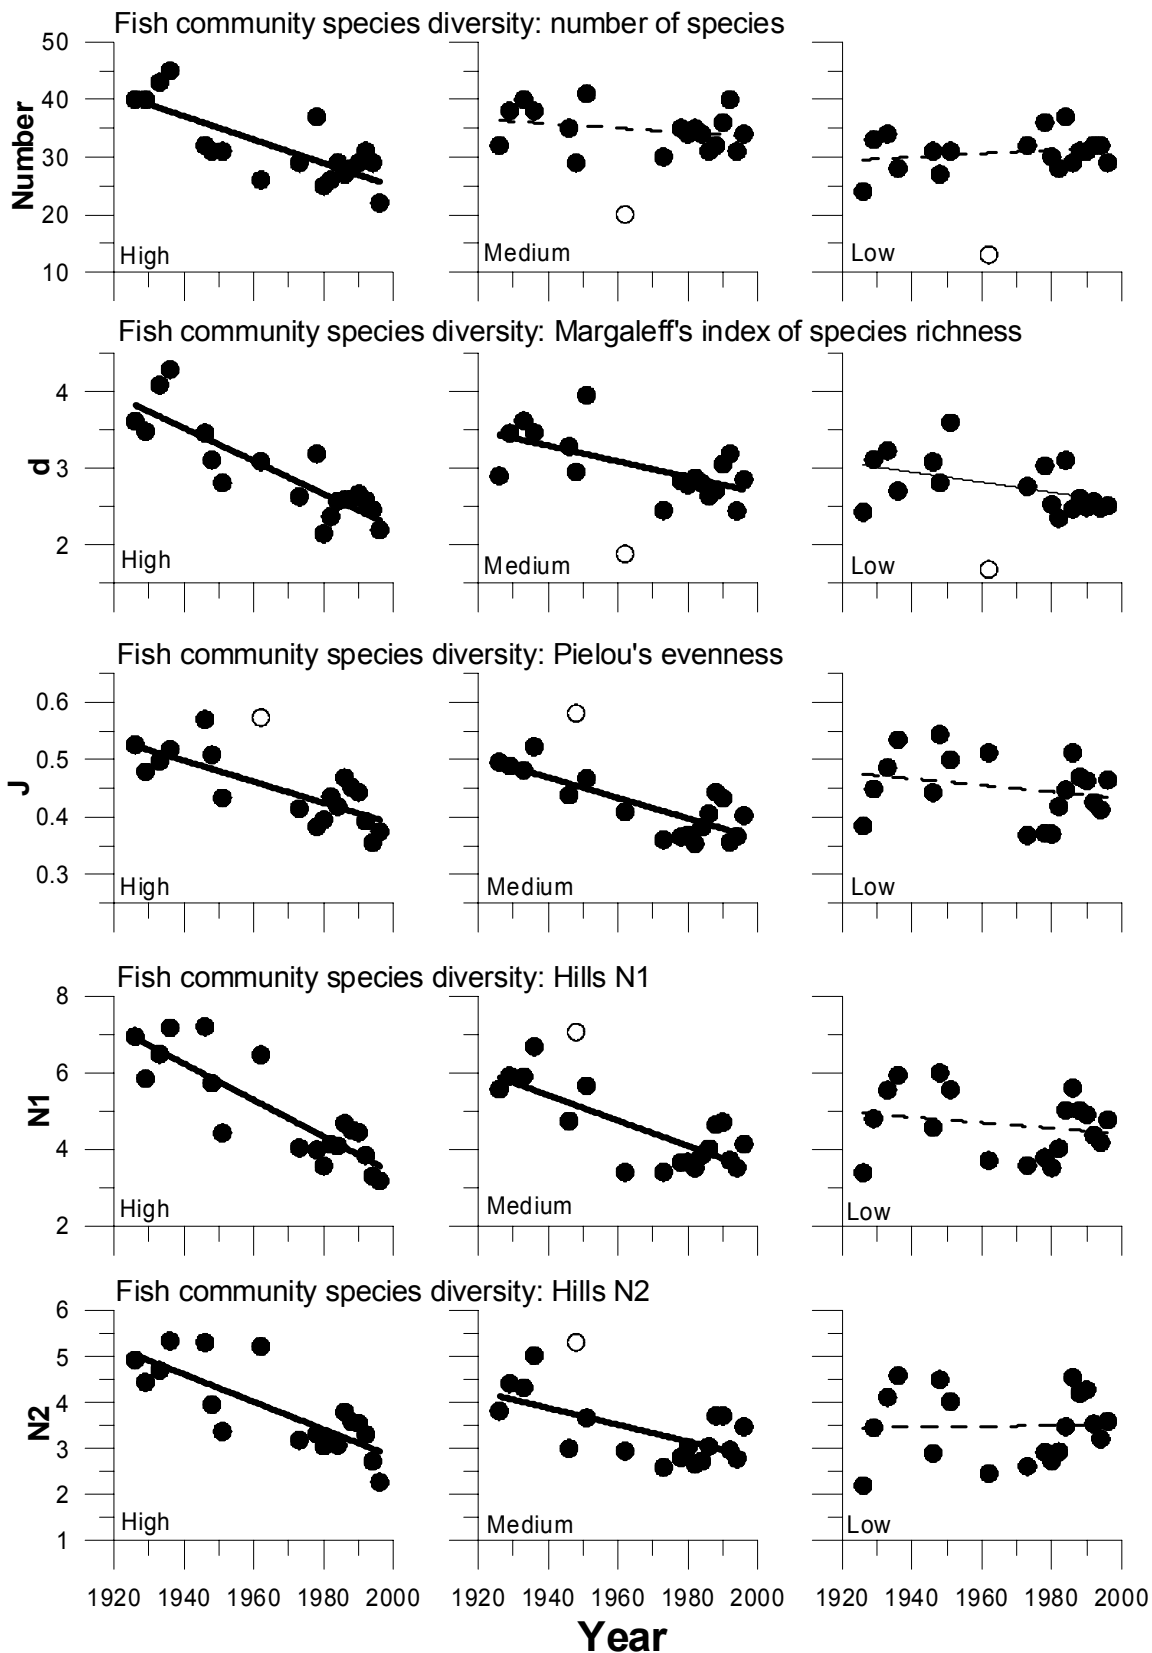 Fish community species diversity: number of species
50
40
30
20
10
Number
High
Medium
Low
Fish community species diversity: Margaleff's index of species richness
4
3
2
d
High
Medium
Low
Fish community species diversity: Pielou's evenness
0.6
0.5
0.4
0.3
J
High
Medium
Low
Fish community species diversity: Hills N1
8
6
4
2
N1
High
Medium
Low
Fish community species diversity: Hills N2
6
5
4
3
2
1
N2
High
Medium
Low
1920 1940 1960 1980 2000 1920 1940 1960 1980 2000 1920 1940 1960 1980 2000
Year